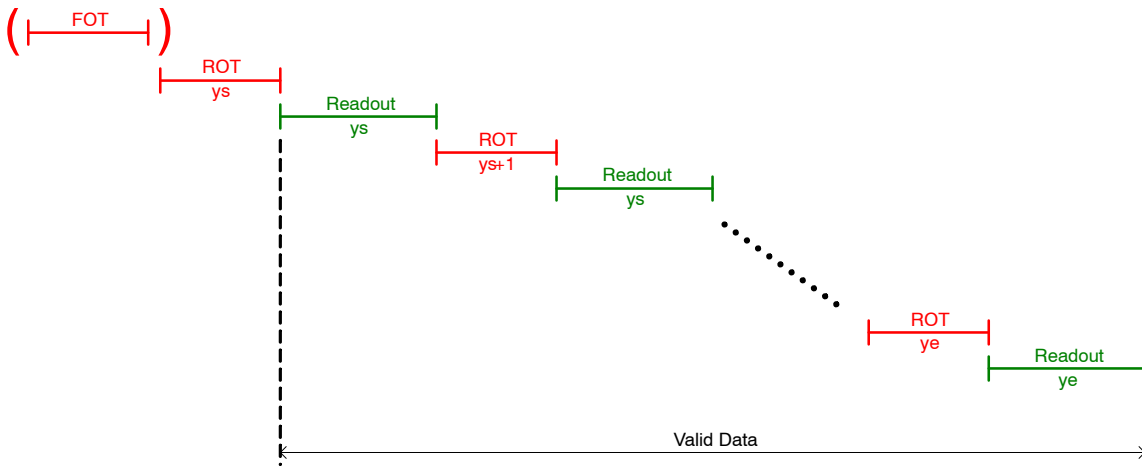 ( FOT )
ROT
ys
Readout
ys
ROT
ys+1
Readout
ys
ROT
ye
Readout
ye
Valid Data